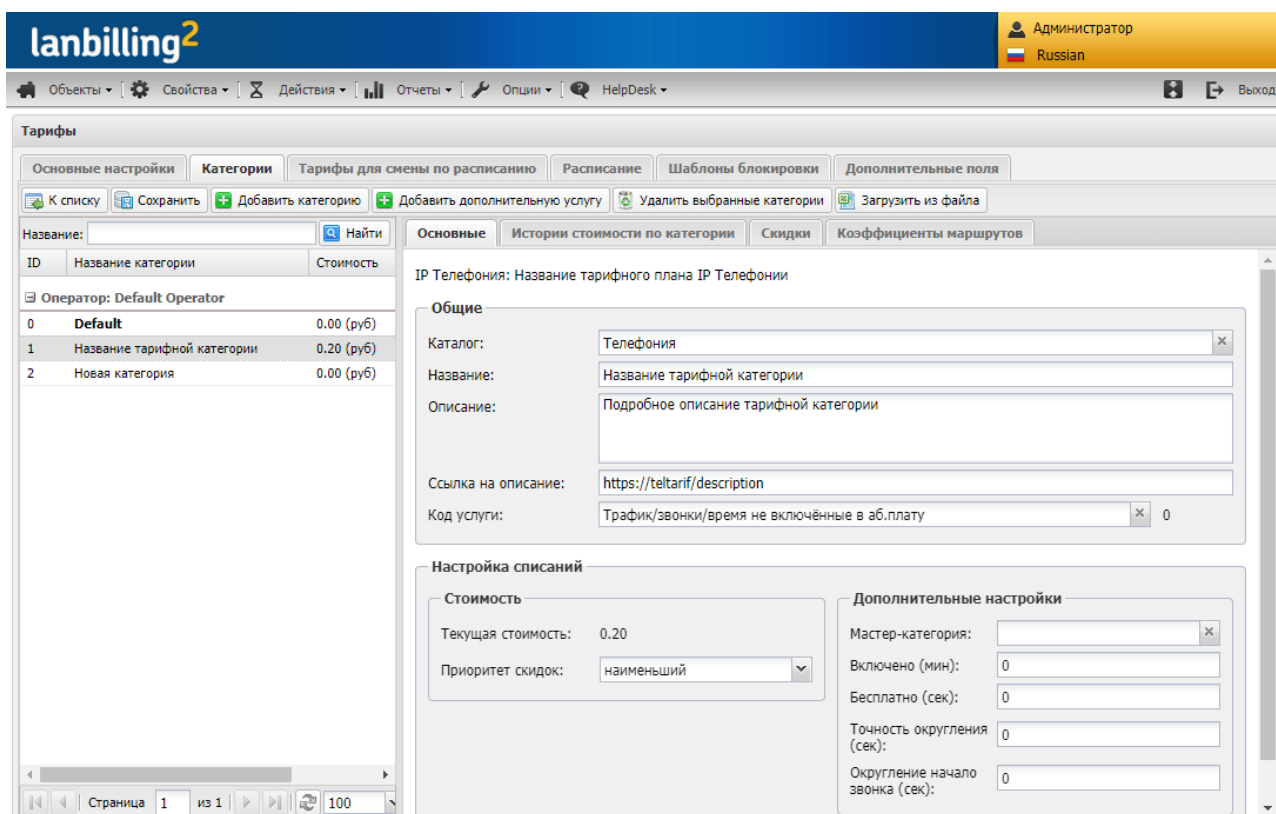 lanbilling2
Администратор
Russian
Объекты Свойства Действия Отчеты Опции HelpDesk Выход
Тарифы
Основные настройки Категории Тарифы для смены по расписанию Расписание Шаблоны блокировки Дополнительные поля
К списку Сохранить Добавить категорию Добавить дополнительную услугу Удалить выбранные категории Загрузить из файла
Название: Найти
ID Название категории Стоимость
Оператор: Default Operator
0 Default 0.00 (руб)
1 Название тарифной категории 0.20 (руб)
2 Новая категория 0.00 (руб)
Страница 1 из 1 100
Основные Истории стоимости по категории Скидки Коэффициенты маршрутов
IP Телефония: Название тарифного плана IP Телефонии
Общие
Каталог: Телефония
Название: Название тарифной категории
Описание: Подробное описание тарифной категории
Ссылка на описание: https://teltarif/description
Код услуги: Трафик/звонки/время не включённые в аб.плату 0
Настройка списаний
Стоимость
Текущая стоимость: 0.20
Приоритет скидок: наименьший
Дополнительные настройки
Мастер-категория:
Включено (мин): 0
Бесплатно (сек): 0
Точность округления
(сек): 0
Округление начало
звонка (сек): 0